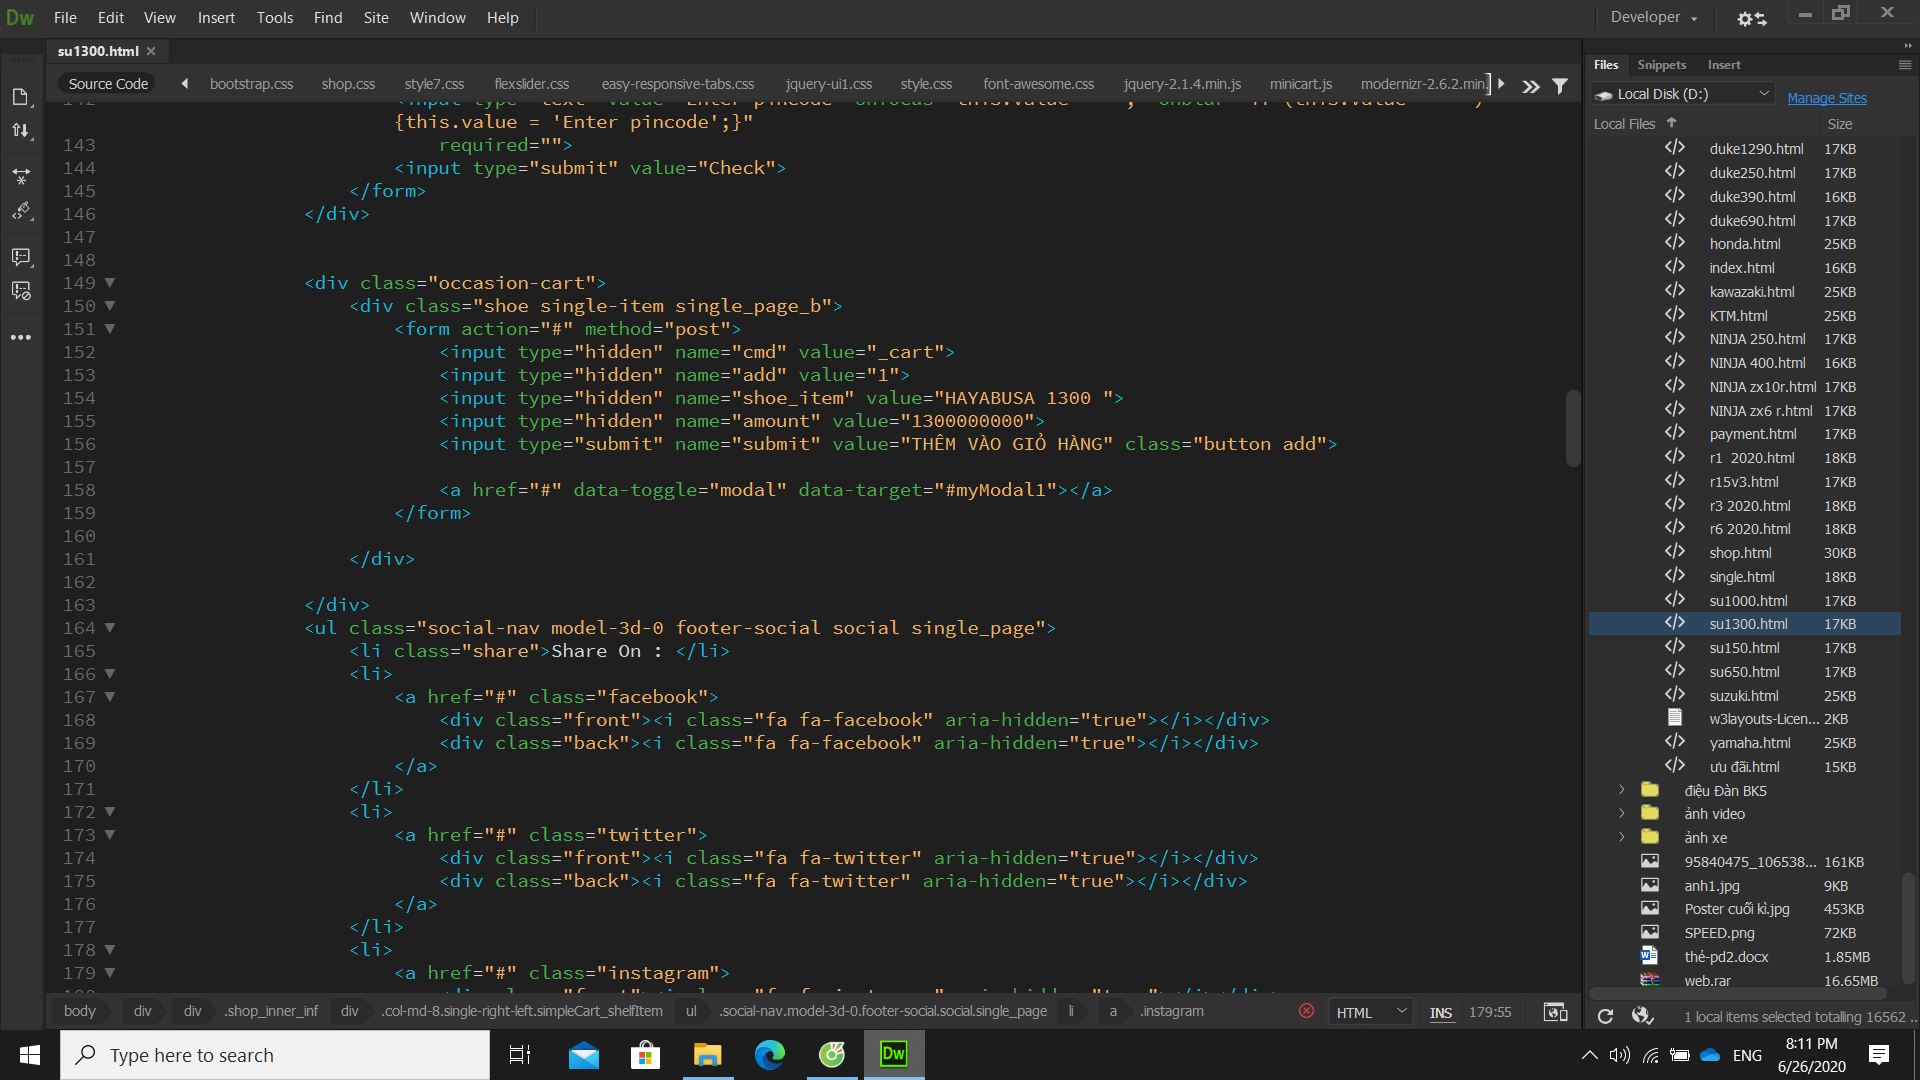 Dw File Edit View Insert Tools Find Site Window Help Developer
su1300.html
Source Code bootstrap.css shop.css style7.css flexslider.css easy-responsive-tabs.css jquery-ui1.css style.css font-awesome.css jquery-2.1.4.min.js minicart.js modernizr-2.6.2.min.
{this.value = 'Enter pincode';}"
143 required="">
144 <input type="submit" value="Check">
145 </form>
146 </div>
147
148
149 <div class="occasion-cart">
150 <div class="shoe single-item single_page_b">
151 <form action="#" method="post">
152 <input type="hidden" name="cmd" value="_cart">
153 <input type="hidden" name="add" value="1">
154 <input type="hidden" name="shoe_item" value="HAYABUSA 1300 ">
155 <input type="hidden" name="amount" value="1300000000">
156 <input type="submit" name="submit" value="THÊM VÀO GIỎ HÀNG" class="button add">
157
158 <a href="#" data-toggle="modal" data-target="#myModal1"></a>
159 </form>
160
161 </div>
162
163 </div>
164 <ul class="social-nav model-3d-0 footer-social social single_page">
165 <li class="share">Share On : </li>
166 <li>
167 <a href="#" class="facebook">
168 <div class="front"><i class="fa fa-facebook" aria-hidden="true"></i></div>
169 <div class="back"><i class="fa fa-facebook" aria-hidden="true"></i></div>
170 </a>
171 </li>
172 <li>
173 <a href="#" class="twitter">
174 <div class="front"><i class="fa fa-twitter" aria-hidden="true"></i></div>
175 <div class="back"><i class="fa fa-twitter" aria-hidden="true"></i></div>
176 </a>
177 </li>
178 <li>
179 <a href="#" class="instagram">
body div div .shop_inner_inf div .col-md-8.single-right-left.simpleCart_shelfItem ul .social-nav.model-3d-0.footer-social.social.single_page li a .instagram HTML INS 179:55
Files Snippets Insert
Local Disk (D:) Manage Sites
Local Files Size
duke1290.html 17KB
duke250.html 17KB
duke390.html 16KB
duke690.html 17KB
honda.html 25KB
index.html 16KB
kawazaki.html 25KB
KTM.html 25KB
NINJA 250.html 17KB
NINJA 400.html 16KB
NINJA zx10r.html 17KB
NINJA zx6 r.html 17KB
payment.html 17KB
r1 2020.html 18KB
r15v3.html 17KB
r3 2020.html 18KB
r6 2020.html 18KB
shop.html 30KB
single.html 18KB
su1000.html 17KB
su1300.html 17KB
su150.html 17KB
su650.html 17KB
suzuki.html 25KB
w3layouts-Licen... 2KB
yamaha.html 25KB
ưu đãi.html 15KB
điệu Đàn BK5
ảnh video
ảnh xe
95840475_106538... 161KB
anh1.jpg 9KB
Poster cuối kì.jpg 453KB
SPEED.png 72KB
thẻ-pd2.docx 1.85MB
web.rar 16.65MB
1 local items selected totalling 16562 ..
Type here to search
Dw
ENG
8:11 PM
6/26/2020